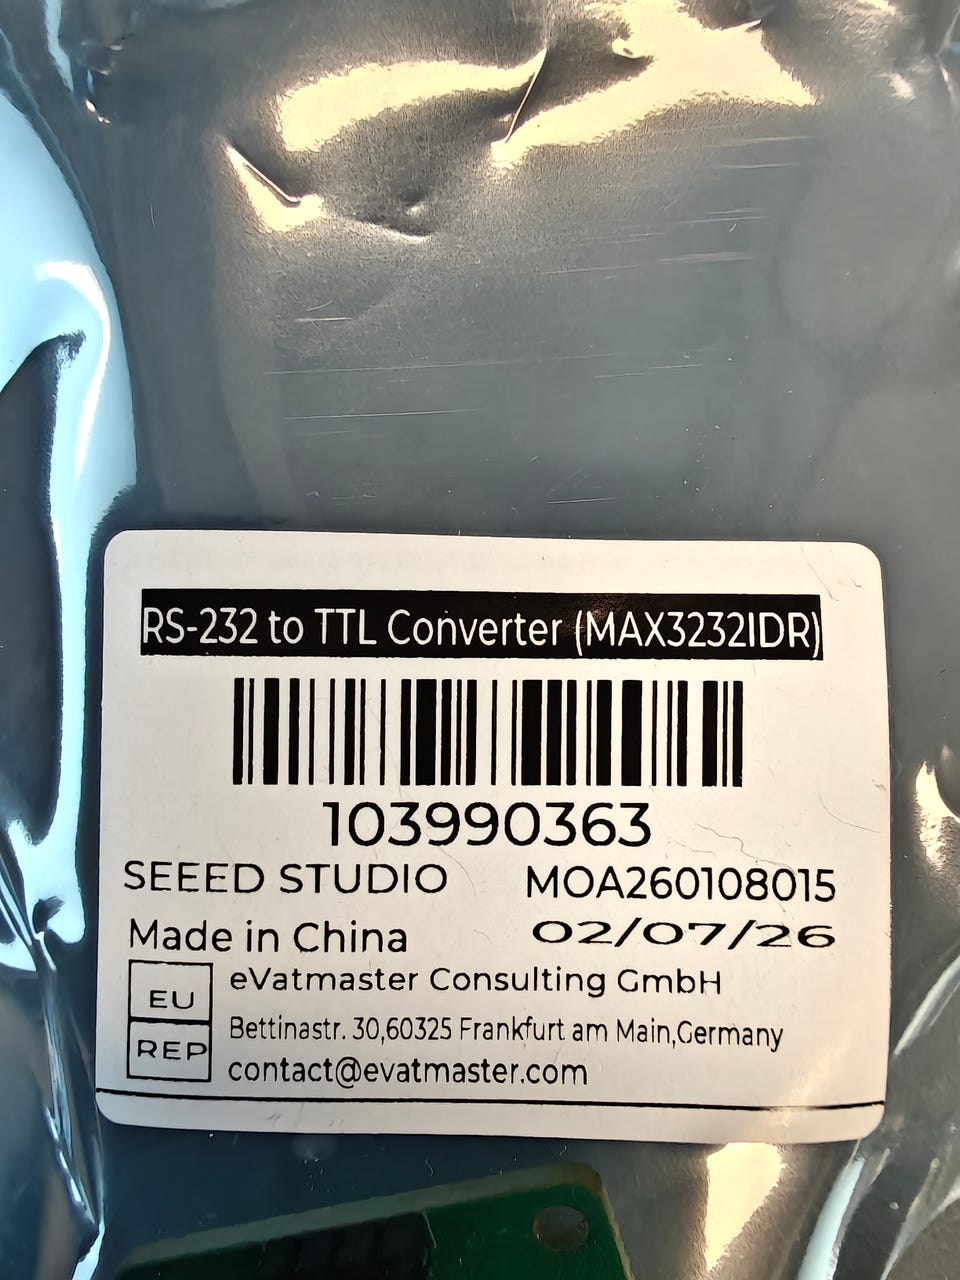 RS-232 to TTL Converter (MAX3232IDR)
103990363
SEEED STUDIO MOA260108015
Made in China 02/07/26
EU REP
eVatmaster Consulting GmbH
Bettinastr. 30,60325 Frankfurt am Main,Germany
contact@evatmaster.com